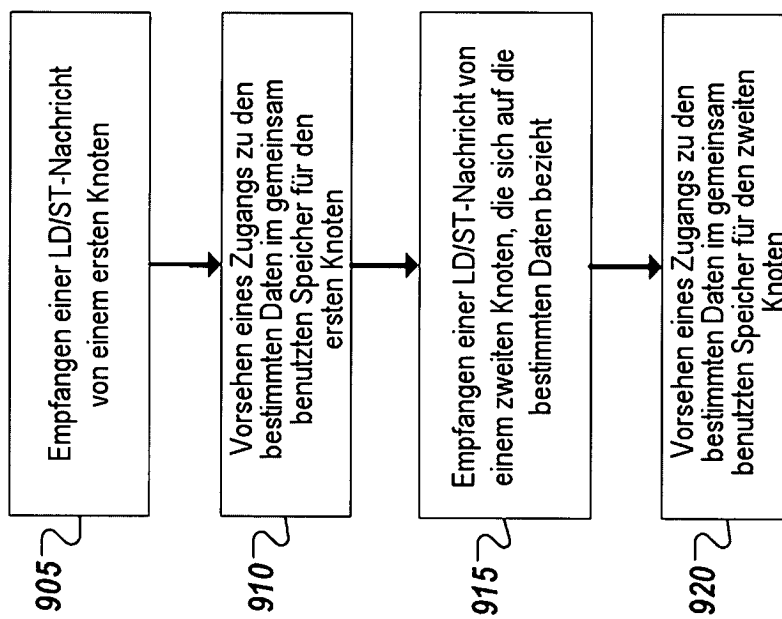 905
Empfangen einer LD/ST-Nachricht
von einem ersten Knoten
910
Vorsehen eines Zugangs zu den
bestimmten Daten im gemeinsam
benutzten Speicher für den
ersten Knoten
915
Empfangen einer LD/ST-Nachricht von
einem zweiten Knoten, die sich auf die
bestimmten Daten bezieht
920
Vorsehen eines Zugangs zu den
bestimmten Daten im gemeinsam
benutzten Speicher für den zweiten
Knoten